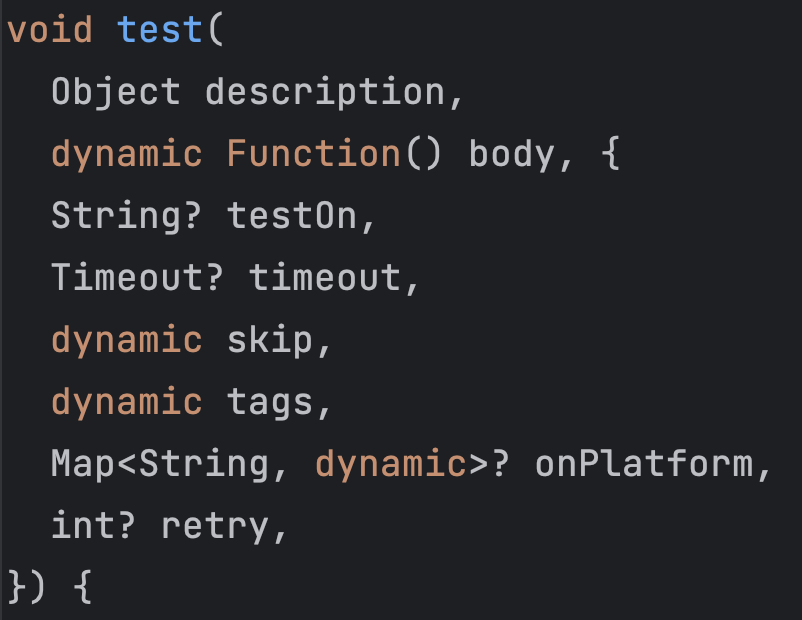 void test(
  Object description,
  dynamic Function() body, {
  String? testOn,
  Timeout? timeout,
  dynamic skip,
  dynamic tags,
  Map<String, dynamic>? onPlatform,
  int? retry,
}) {